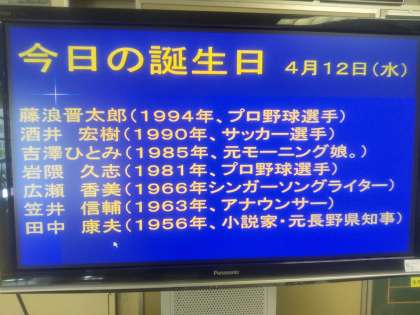 今日の誕生日 4月12日(水)
藤浪晋太郎(1994年、プロ野球選手)
酒井 宏樹(1990年、サッカー選手)
吉澤ひとみ(1985年、元モーニング娘。)
岩隈 久志(1981年、プロ野球選手)
広瀬 香美(1966年シンガーソングライター)
笠井 信輔(1963年、アナウンサー)
田中 康夫(1956年、小説家・元長野県知事)
Panasonic